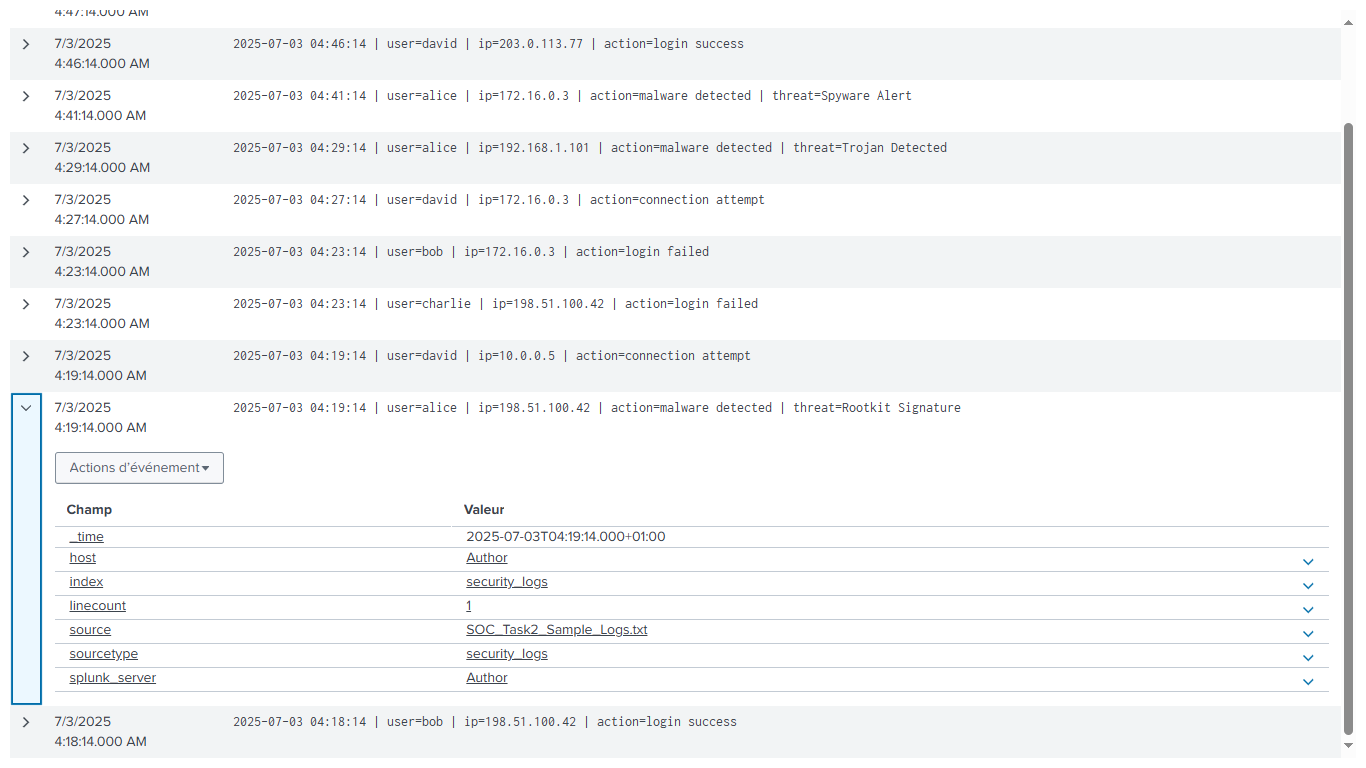 4:47:14.000 AM
7/3/2025 2025-07-03 04:46:14 | user=david | ip=203.0.113.77 | action=login success
4:46:14.000 AM
7/3/2025 2025-07-03 04:41:14 | user=alice | ip=172.16.0.3 | action=malware detected | threat=Spyware Alert
4:41:14.000 AM
7/3/2025 2025-07-03 04:29:14 | user=alice | ip=192.168.1.101 | action=malware detected | threat=Trojan Detected
4:29:14.000 AM
7/3/2025 2025-07-03 04:27:14 | user=david | ip=172.16.0.3 | action=connection attempt
4:27:14.000 AM
7/3/2025 2025-07-03 04:23:14 | user=bob | ip=172.16.0.3 | action=login failed
4:23:14.000 AM
7/3/2025 2025-07-03 04:23:14 | user=charlie | ip=198.51.100.42 | action=login failed
4:23:14.000 AM
7/3/2025 2025-07-03 04:19:14 | user=david | ip=10.0.0.5 | action=connection attempt
4:19:14.000 AM
7/3/2025 2025-07-03 04:19:14 | user=alice | ip=198.51.100.42 | action=malware detected | threat=Rootkit Signature
4:19:14.000 AM
Actions d’événement
Champ Valeur
_time 2025-07-03T04:19:14.000+01:00
host Author
index security_logs
linecount 1
source SOC_Task2_Sample_Logs.txt
sourcetype security_logs
splunk_server Author
7/3/2025 2025-07-03 04:18:14 | user=bob | ip=198.51.100.42 | action=login success
4:18:14.000 AM